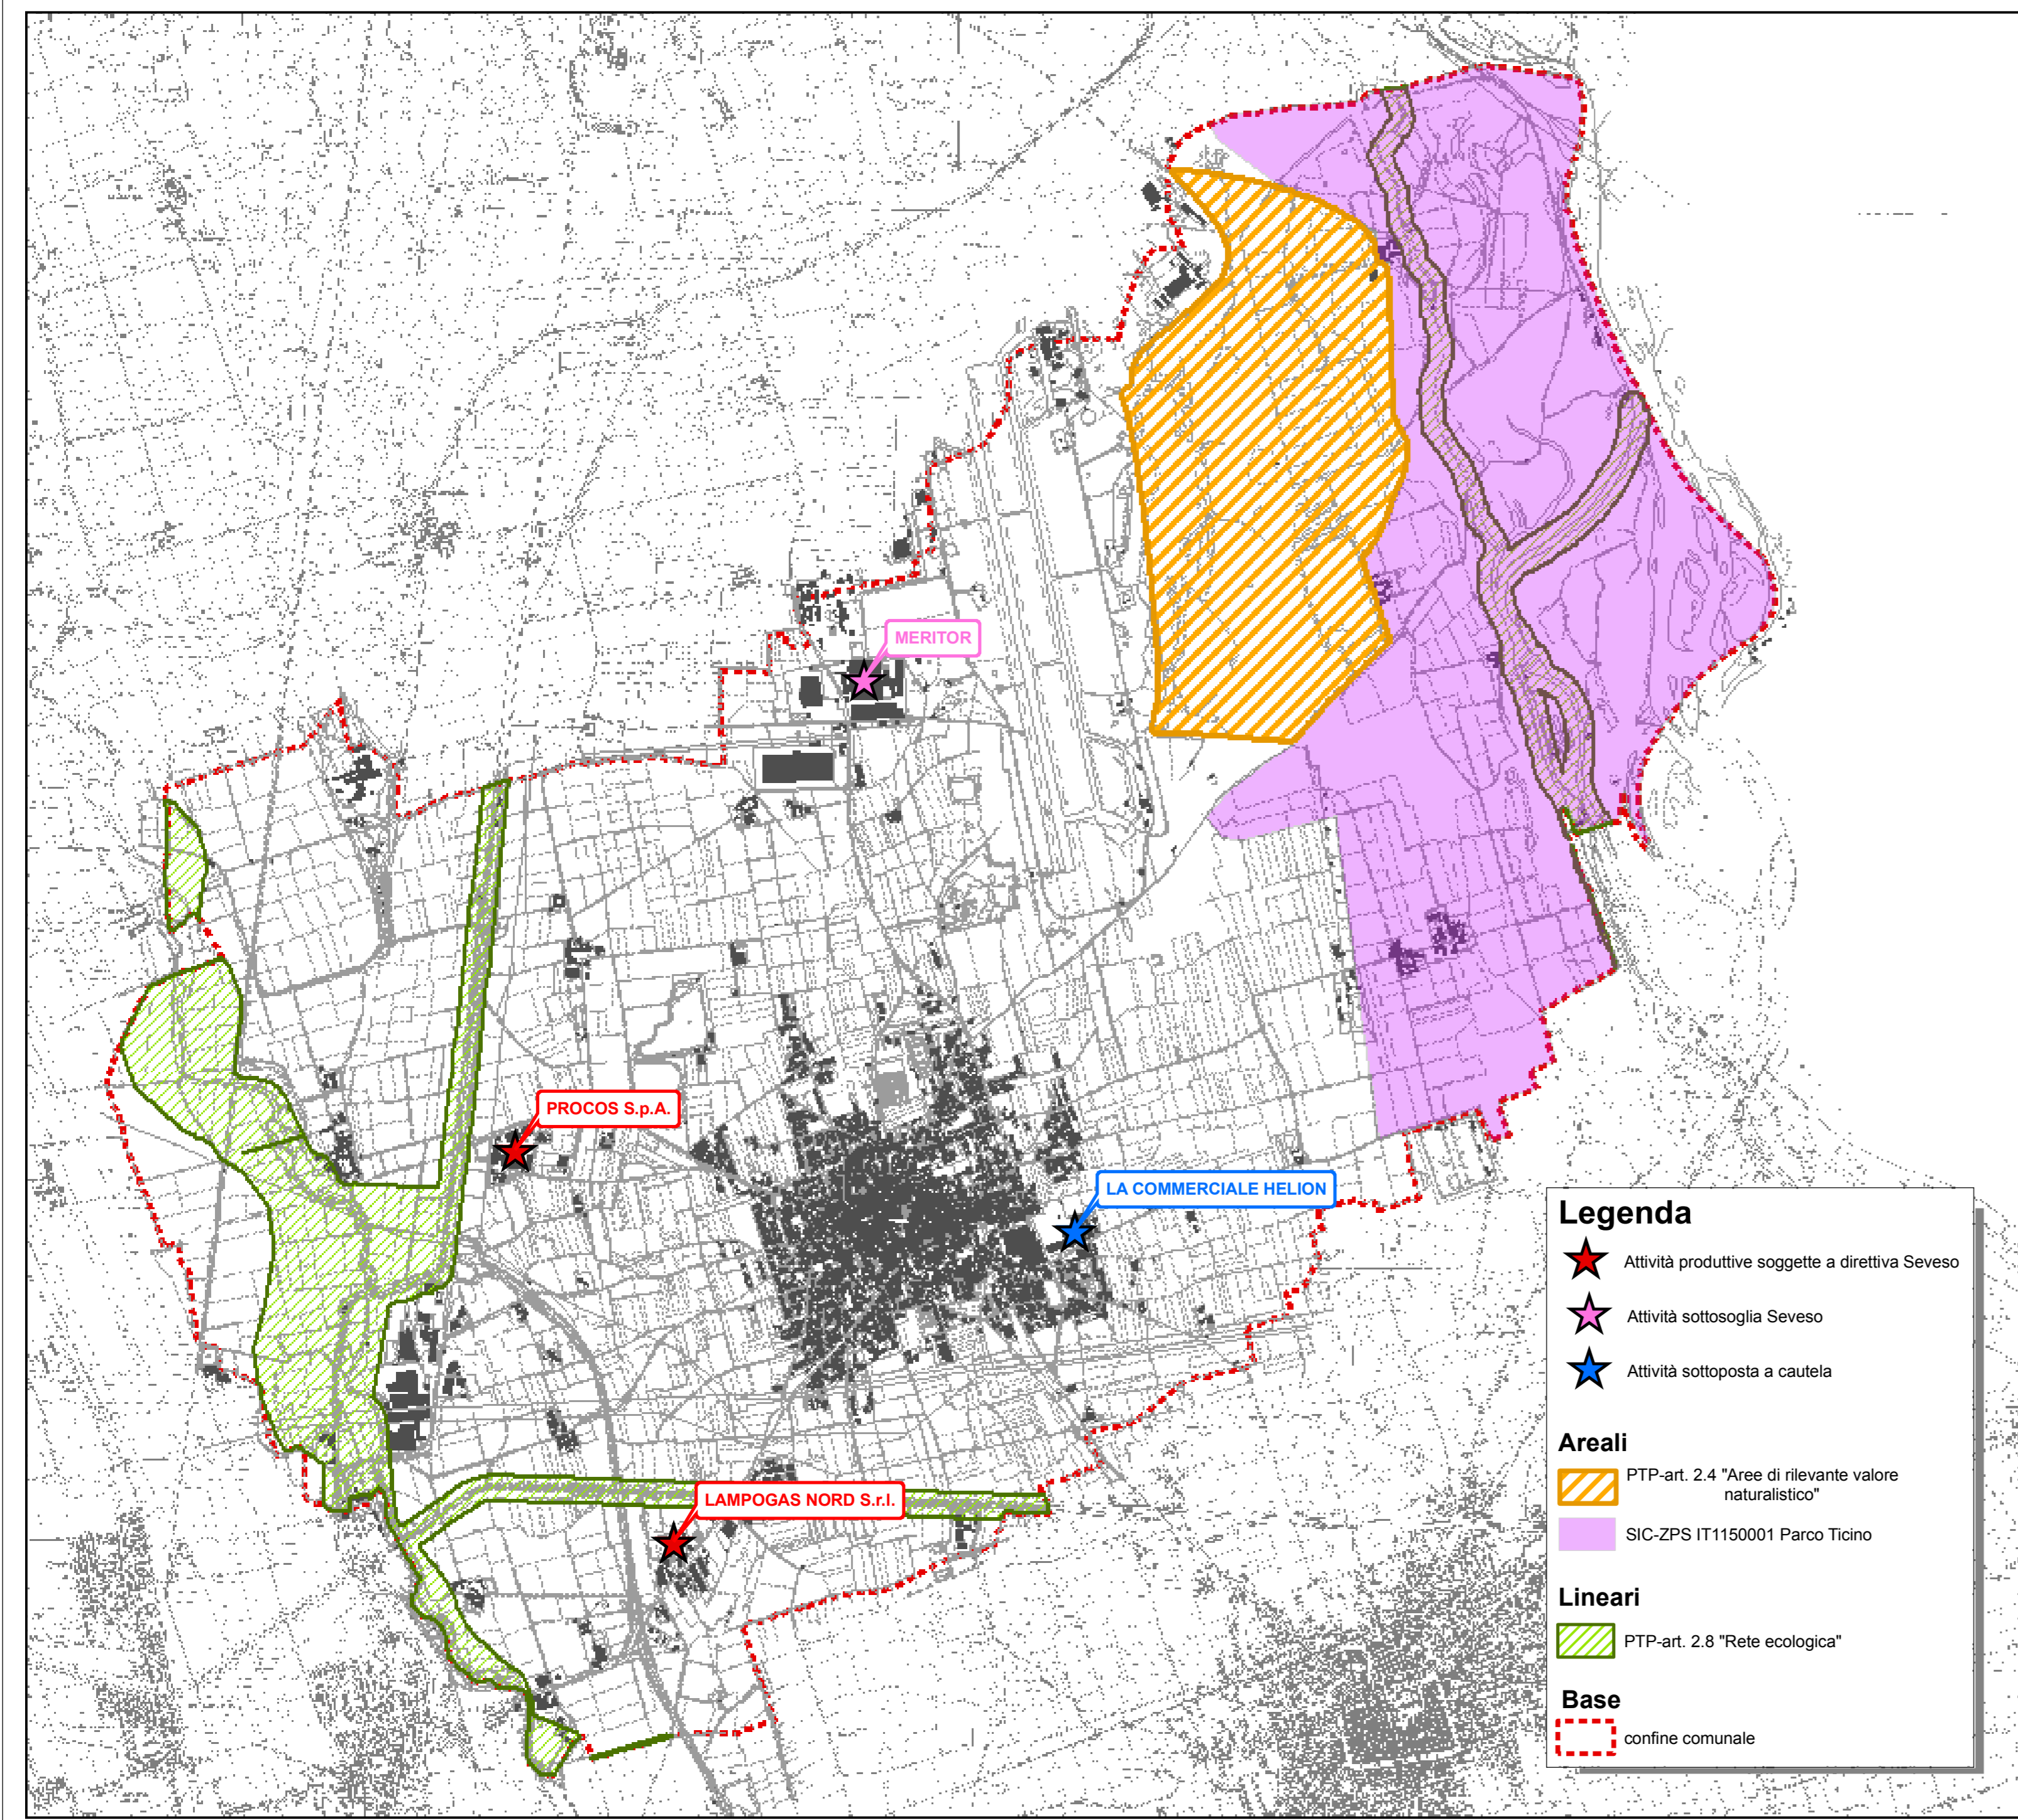 MERITOR
PROCOS S.p.A.
LA COMMERCIALE HELION
LAMPOGAS NORD S.r.l.
Legenda
Attività produttive soggette a direttiva Seveso
Attività sottosoglia Seveso
Attività sottoposta a cautela
Areali
PTP-art. 2.4 "Aree di rilevante valore
naturalistico"
SIC-ZPS IT1150001 Parco Ticino
Lineari
PTP-art. 2.8 "Rete ecologica"
Base
confine comunale